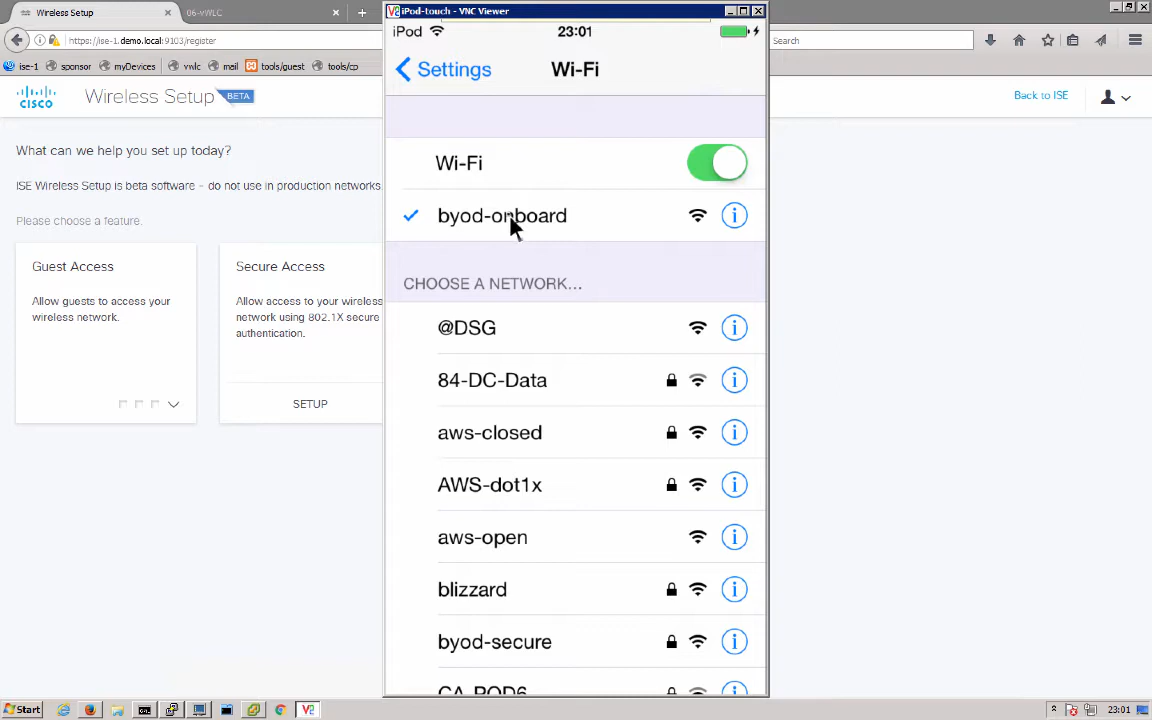 Wireless Setup
06-vWLC
iPod-touch - VNC Viewer
https://ise-1.demo.local:9103/register
Search
ise-1
sponsor
myDevices
vwlc
mail
tools/guest
tools/cp
CISCO
Wireless Setup
BETA
Back to ISE
What can we help you set up today?
ISE Wireless Setup is beta software - do not use in production networks.
Please choose a feature.
Guest Access
Allow guests to access your
wireless network.
Secure Access
Allow access to your wireless
network using 802.1X secure
authentication.
SETUP
iPod
23:01
Settings
Wi-Fi
Wi-Fi
byod-onboard
CHOOSE A NETWORK...
@DSG
84-DC-Data
aws-closed
AWS-dot1x
aws-open
blizzard
byod-secure
CA-POD6
Start
23:01